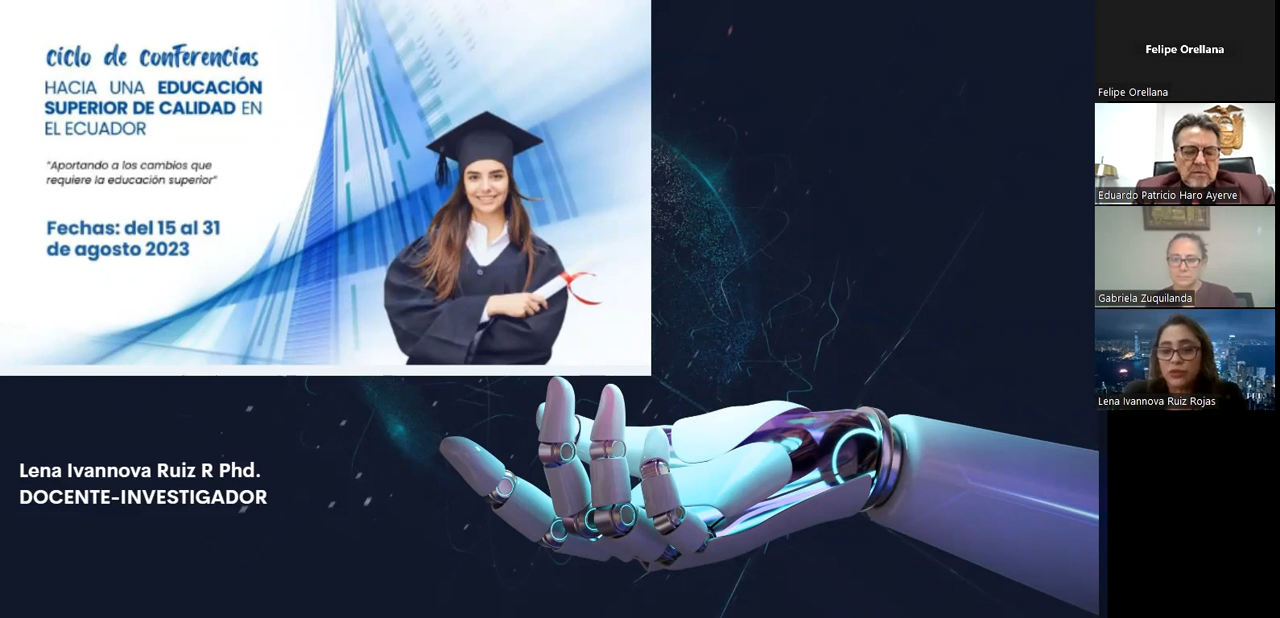 ciclo de conferencias
HACIA UNA EDUCACIÓN
SUPERIOR DE CALIDAD EN
EL ECUADOR
"Aportando a los cambios que
requiere la educación superior"
Fechas: del 15 al 31
de agosto 2023
Lena Ivannova Ruiz R Phd.
DOCENTE-INVESTIGADOR
Felipe Orellana
Felipe Orellana
Eduardo Patricio Haro Ayerve
Gabriela Zuquilanda
Lena Ivannova Ruiz Rojas